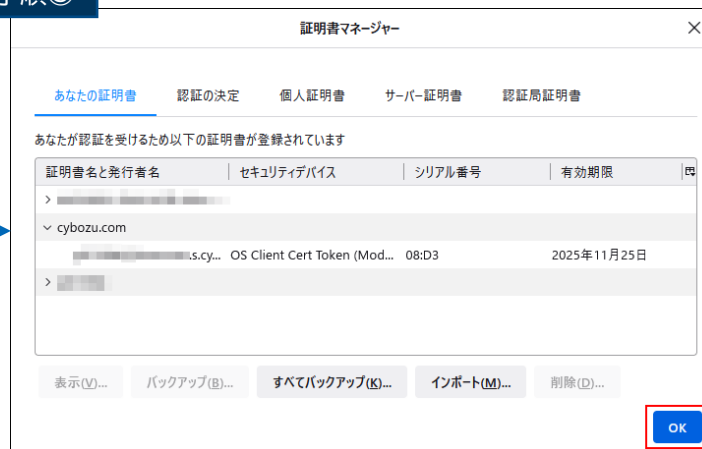 証明書マネージャー
あなたの証明書 認証の決定 個人証明書 サーバー証明書 認証局証明書
あなたが認証を受けるため以下の証明書が登録されています
証明書名と発行者名 セキュリティデバイス シリアル番号 有効期限
cybozu.com
.s.cy... OS Client Cert Token (Mod... 08:D3 2025年11月25日
表示(V)... バックアップ(B)... すべてバックアップ(K)... インポート(M)... 削除(D)...
OK